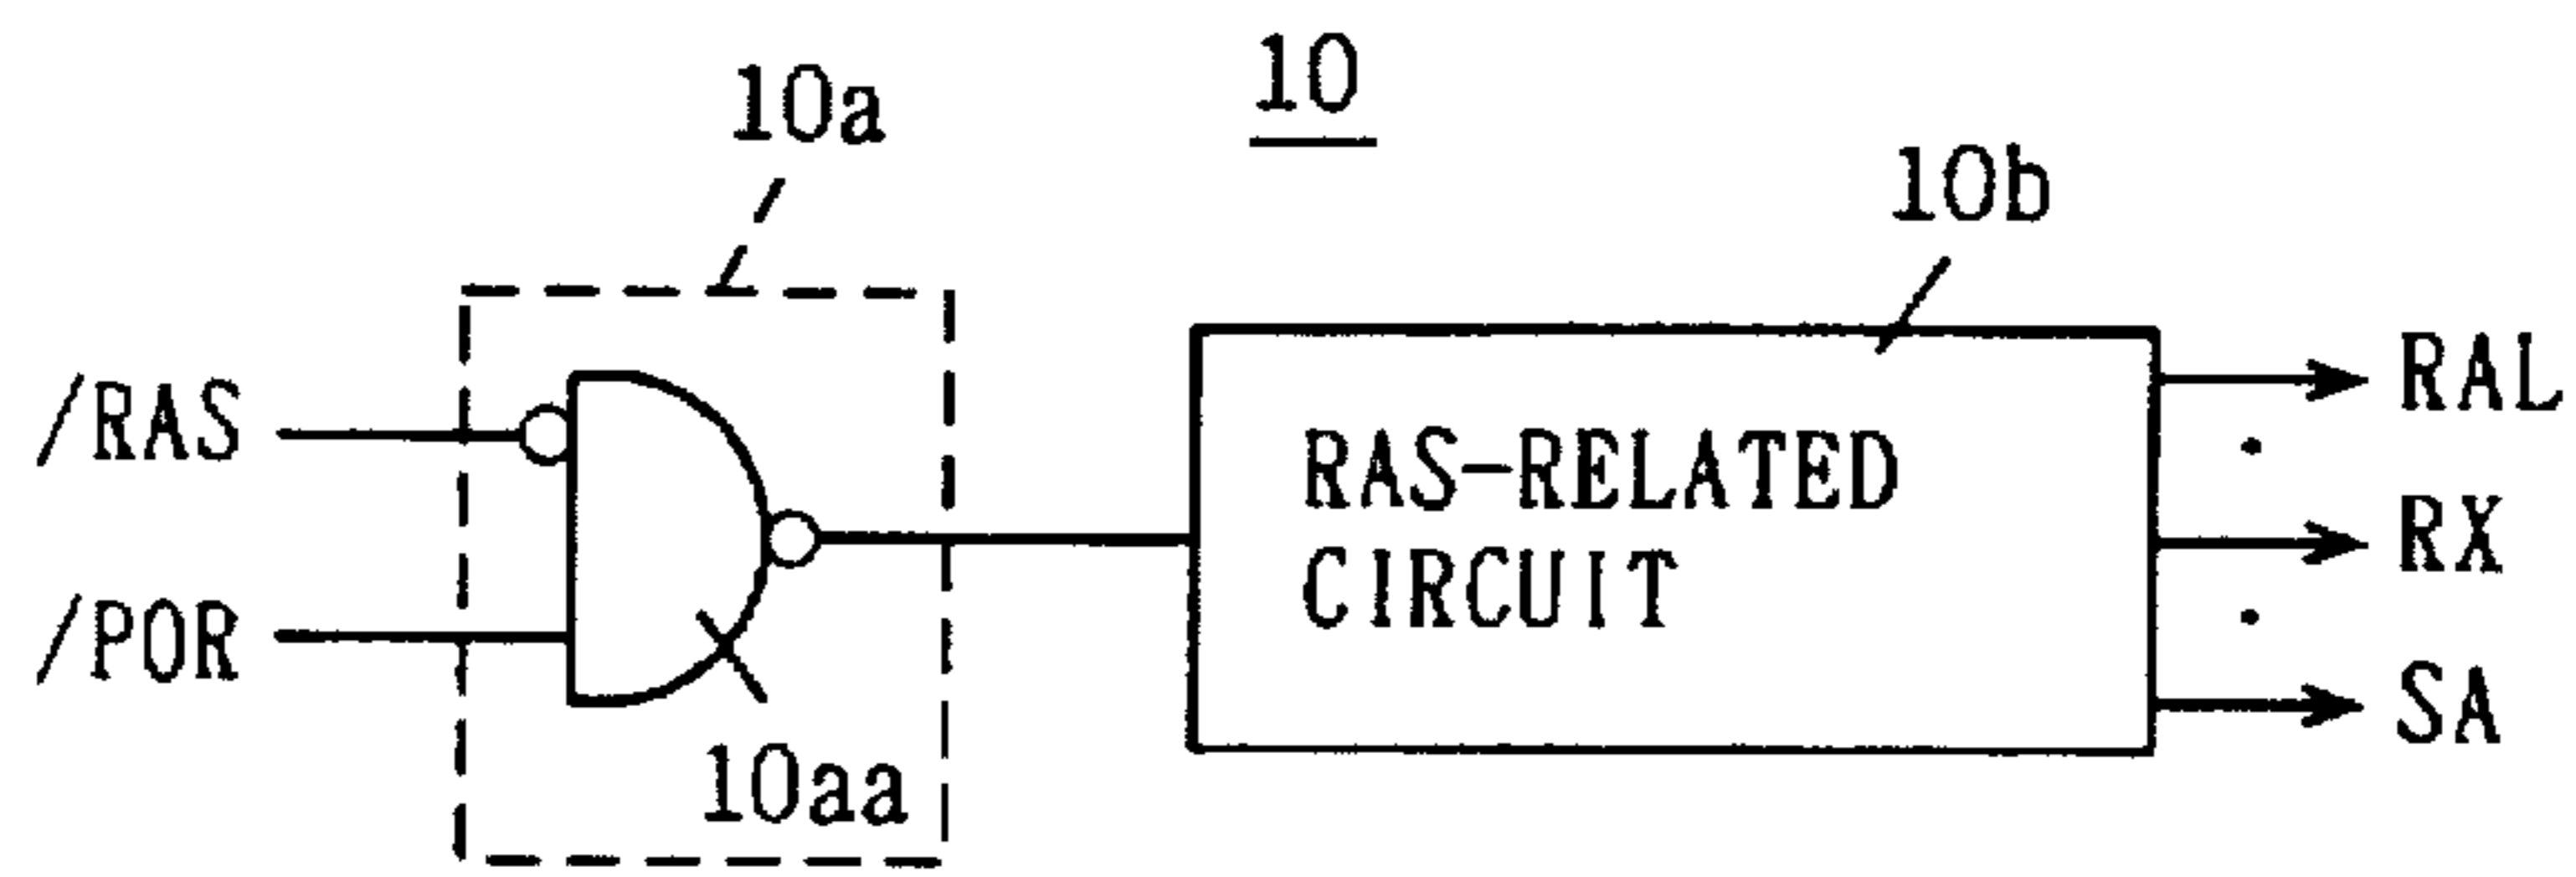 10
10a
10b
/RAS
/POR
10aa
RAS-RELATED
CIRCUIT
RAL
RX
SA